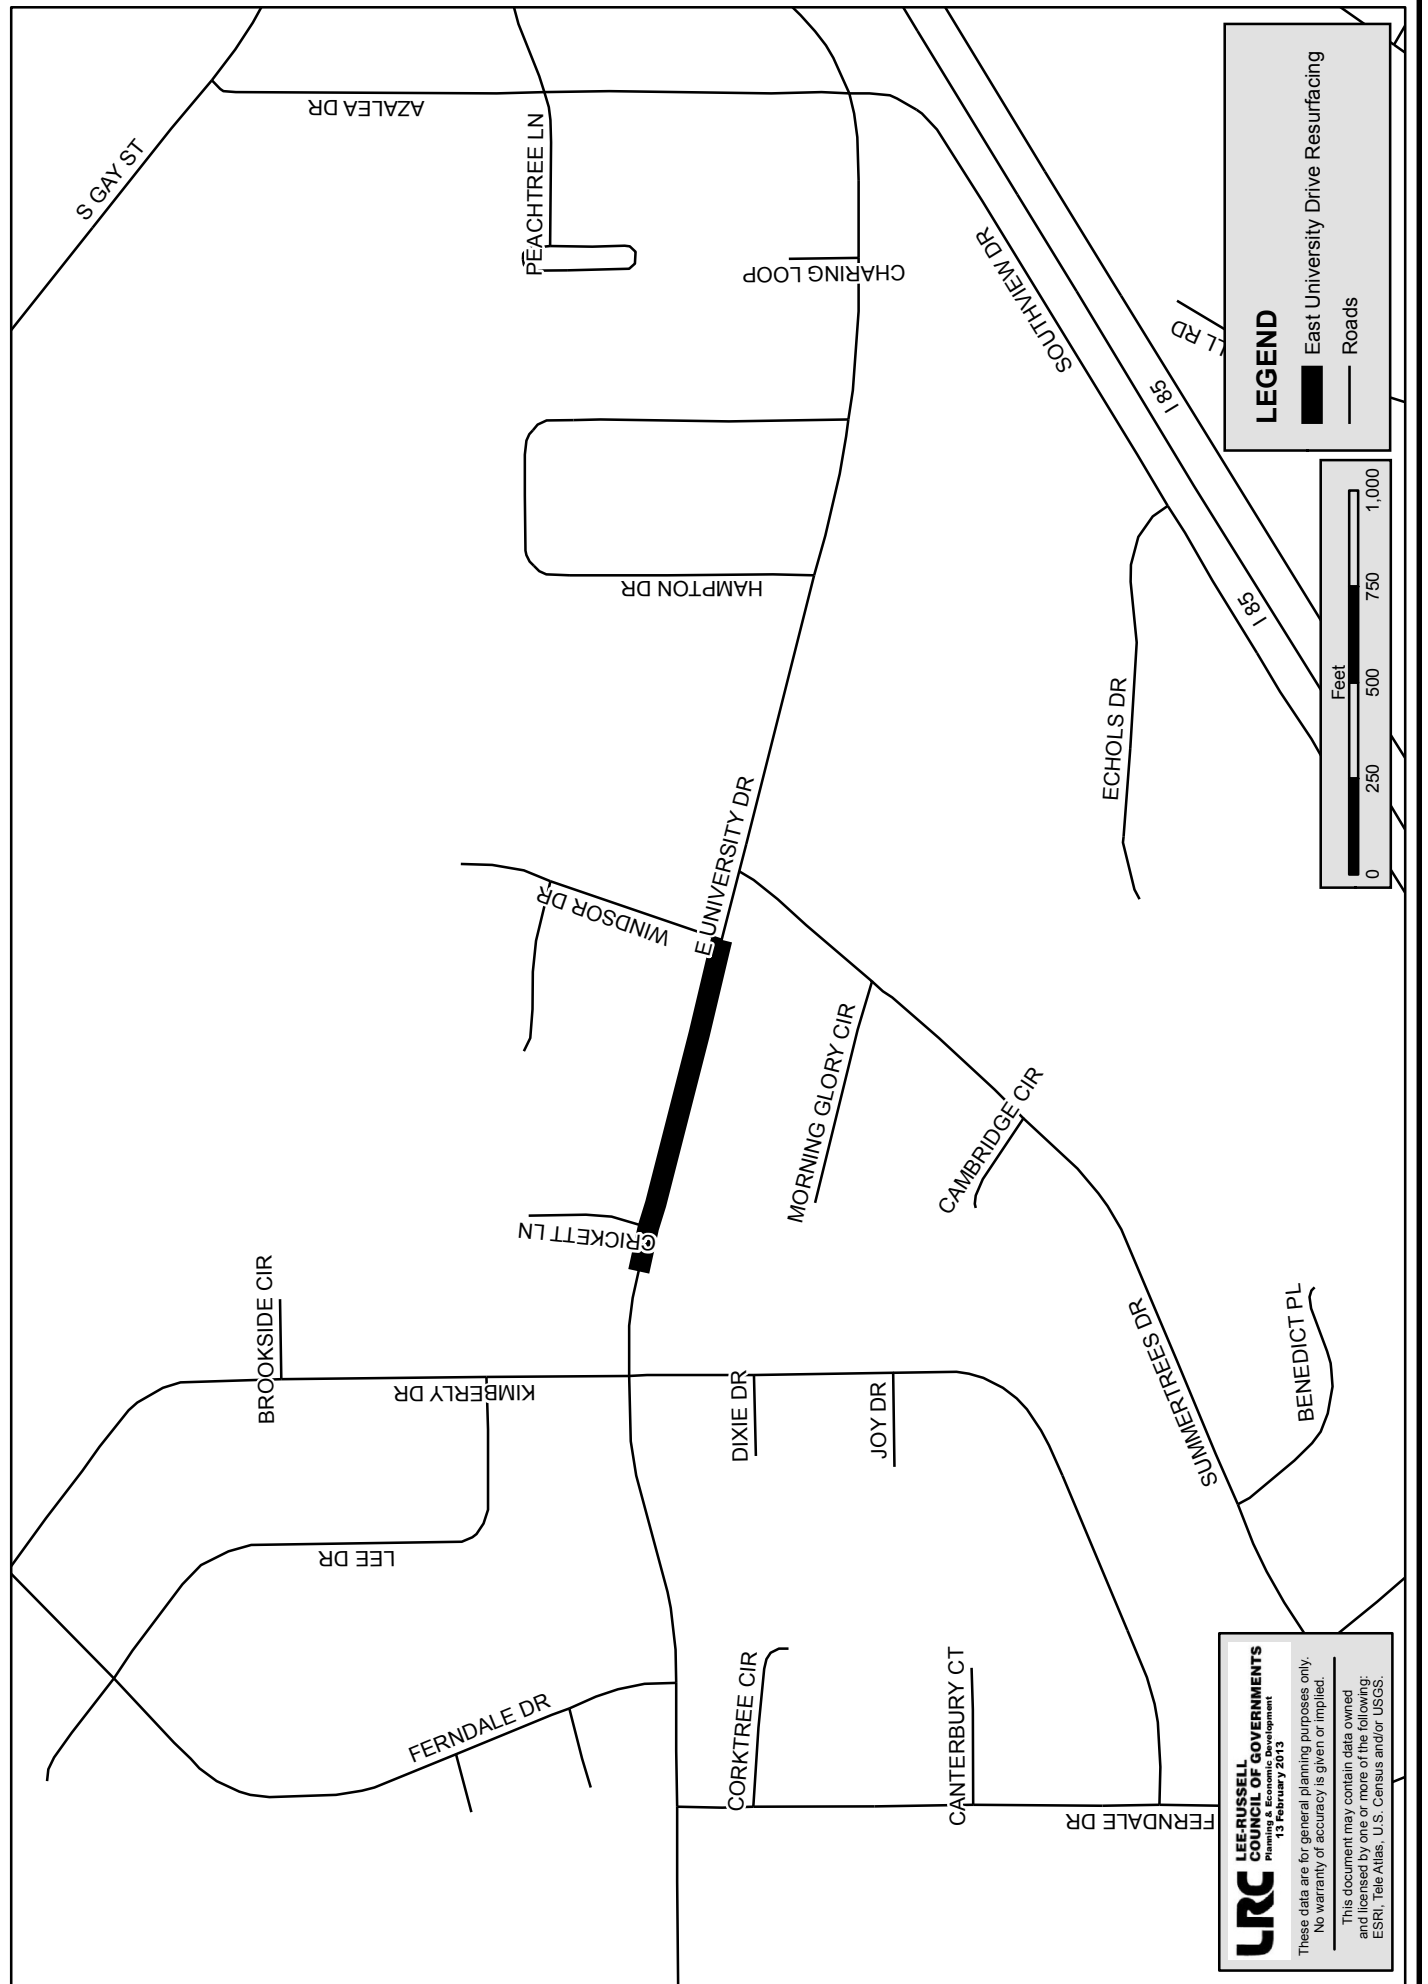 S GAY ST
AZALEA DR
PEACHTREE LN
CHARING LOOP
SOUTHVIEW DR
LL RD
I 85
I 85
HAMPTON DR
ECHOLS DR
E UNIVERSITY DR
WINDSOR DR
MORNING GLORY CIR
CAMBRIDGE CIR
CRICKETT LN
BROOKSIDE CIR
KIMBERLY DR
DIXIE DR
JOY DR
SUMMERTREES DR
BENEDICT PL
LEE DR
FERNDALE DR
CORKTREE CIR
CANTERBURY CT
FERNDALE DR
LEGEND
East University Drive Resurfacing
Roads
Feet
0 250 500 750 1,000
LRC
LEE-RUSSELL
COUNCIL OF GOVERNMENTS
Planning & Economic Development
13 February 2013
These data are for general planning purposes only.
No warranty of accuracy is given or implied.
This document may contain data owned
and licensed by one or more of the following:
ESRI, Tele Atlas, U.S. Census and/or USGS.